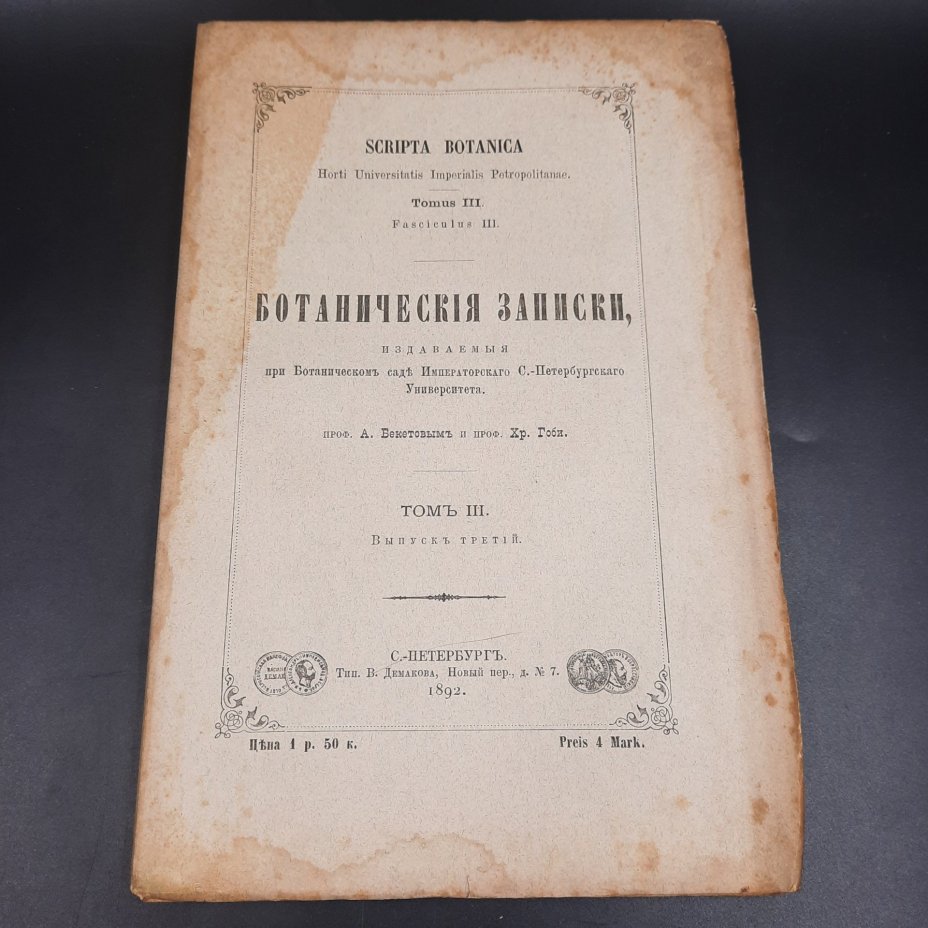 SCRIPTA BOTANICA
Horti Universitatis Imperialis Petropolitanae.
Tomus III.
Fasciculus III.
БОТАНИЧЕСКІЯ ЗАПИСКИ,
ИЗДАВАЕМЫЯ
при Ботаническомъ садѣ Императорскаго С.-Петербургскаго
Университета.
проф. А. Бекетовымъ и проф. Хр. Гоби.
ТОМЪ III.
Выпускъ третій.
С.-ПЕТЕРБУРГЪ.
Тип. В. Демакова, Новый пер., д. № 7.
1892.
Цѣна 1 р. 50 к.
Preis 4 Mark.